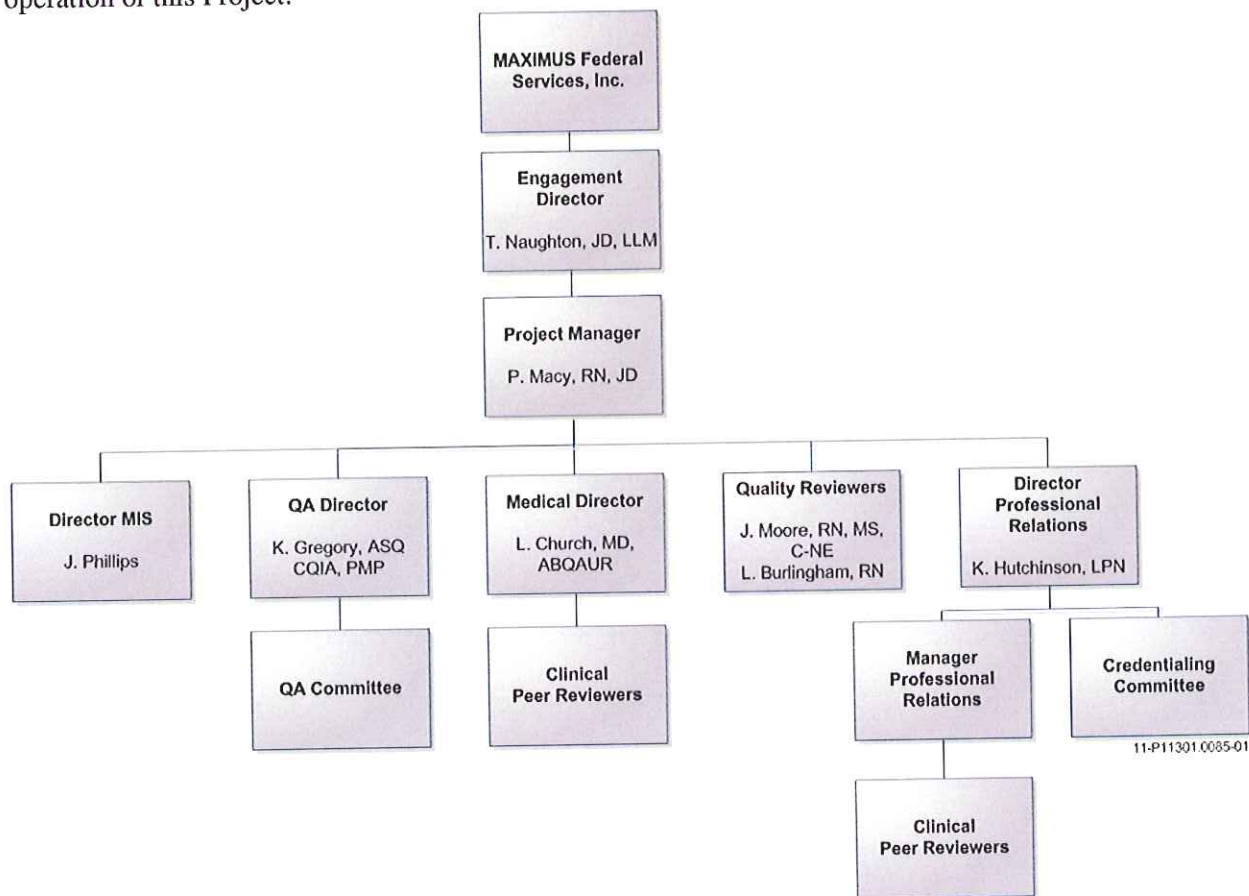 operation of this Project.
MAXIMUS Federal
Services, Inc.
Engagement
Director
T. Naughton, JD, LLM
Project Manager
P. Macy, RN, JD
Director MIS
J. Phillips
QA Director
K. Gregory, ASQ
CQIA, PMP
Medical Director
L. Church, MD,
ABQAUR
Quality Reviewers
J. Moore, RN, MS,
C-NE
L. Burlingham, RN
Director
Professional
Relations
K. Hutchinson, LPN
QA Committee
Clinical
Peer Reviewers
Manager
Professional
Relations
Credentialing
Committee
11-P11301.0085-01
Clinical
Peer Reviewers